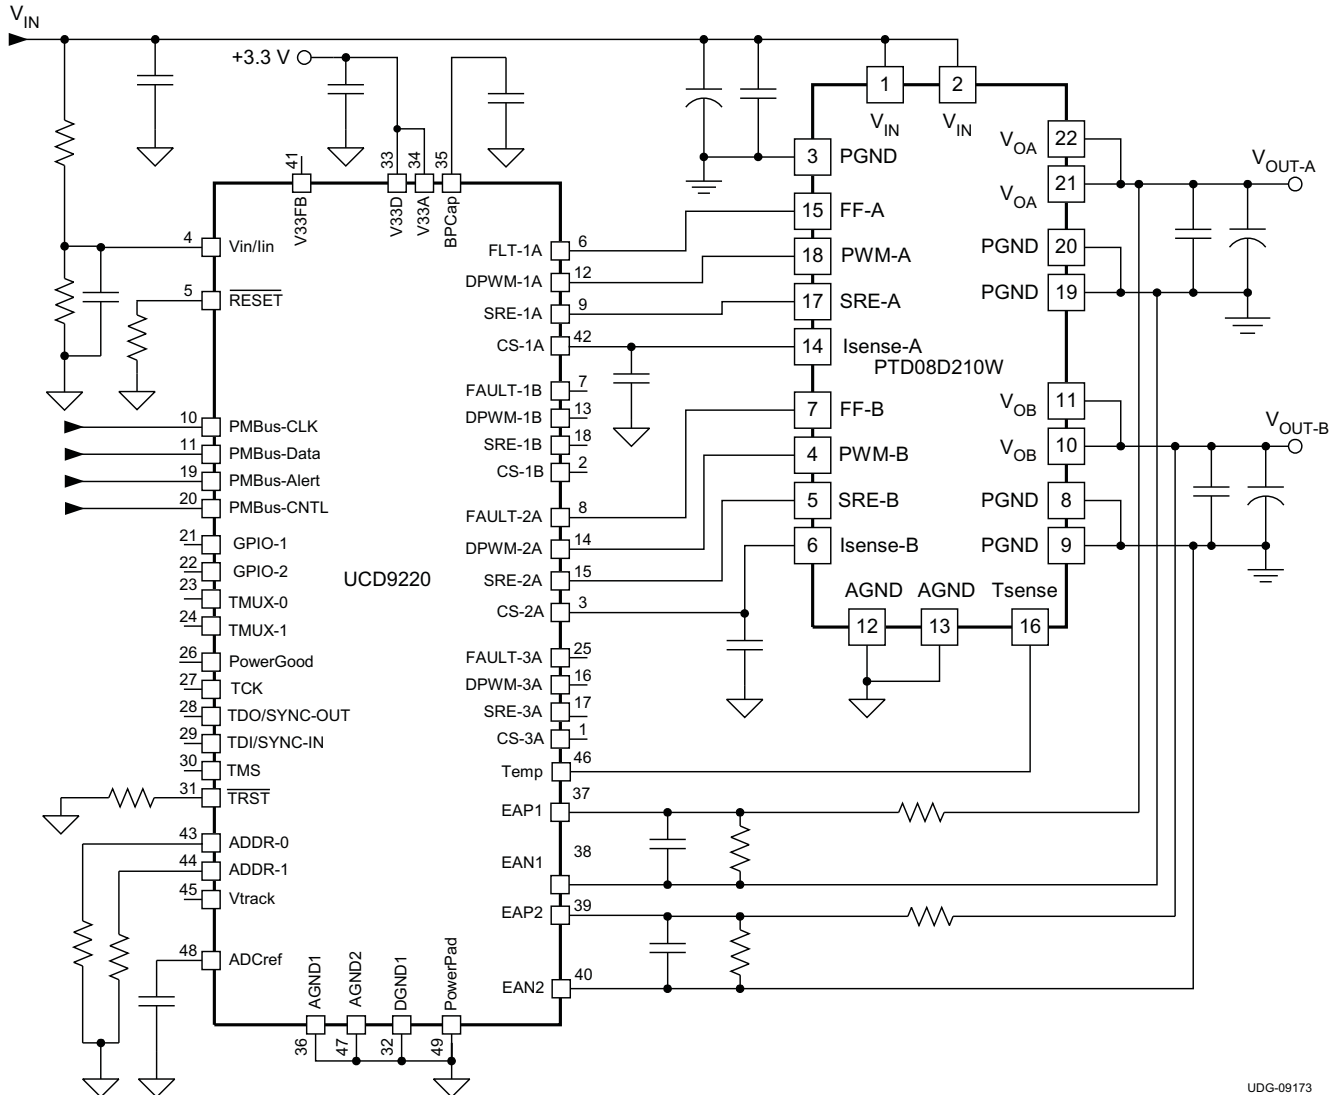 VIN
+3.3 V
41
33
34
35
V33FB
V33D
V33A
BPCap
4 Vin/Iin
5 RESET
10 PMBus-CLK
11 PMBus-Data
19 PMBus-Alert
20 PMBus-CNTL
21 GPIO-1
22 GPIO-2
23 TMUX-0
24 TMUX-1
26 PowerGood
27 TCK
28 TDO/SYNC-OUT
29 TDI/SYNC-IN
30 TMS
31 TRST
43 ADDR-0
44 ADDR-1
45 Vtrack
48 ADCref
UCD9220
FLT-1A 6
DPWM-1A 12
SRE-1A 9
CS-1A 42
FAULT-1B 7
DPWM-1B 13
SRE-1B 18
CS-1B 2
FAULT-2A 8
DPWM-2A 14
SRE-2A 15
CS-2A 3
FAULT-3A 25
DPWM-3A 16
SRE-3A 17
CS-3A 1
Temp 46
EAP1 37
EAN1 38
EAP2 39
EAN2 40
AGND1
AGND2
DGND1
PowerPad
36
47
32
49
1
2
VIN
VIN
3 PGND
15 FF-A
18 PWM-A
17 SRE-A
14 Isense-A
PTD08D210W
7 FF-B
4 PWM-B
5 SRE-B
6 Isense-B
AGND
AGND
Tsense
12
13
16
VOA 22
VOA 21
PGND 20
PGND 19
VOB 11
VOB 10
PGND 8
PGND 9
VOUT-A
VOUT-B
UDG-09173